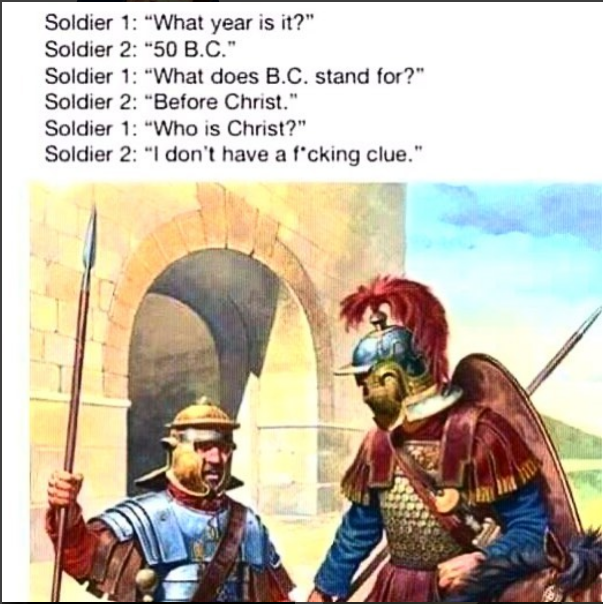 Soldier 1: “What year is it?”
Soldier 2: “50 B.C.”
Soldier 1: “What does B.C. stand for?”
Soldier 2: “Before Christ.”
Soldier 1: “Who is Christ?”
Soldier 2: “I don't have a f*cking clue.”